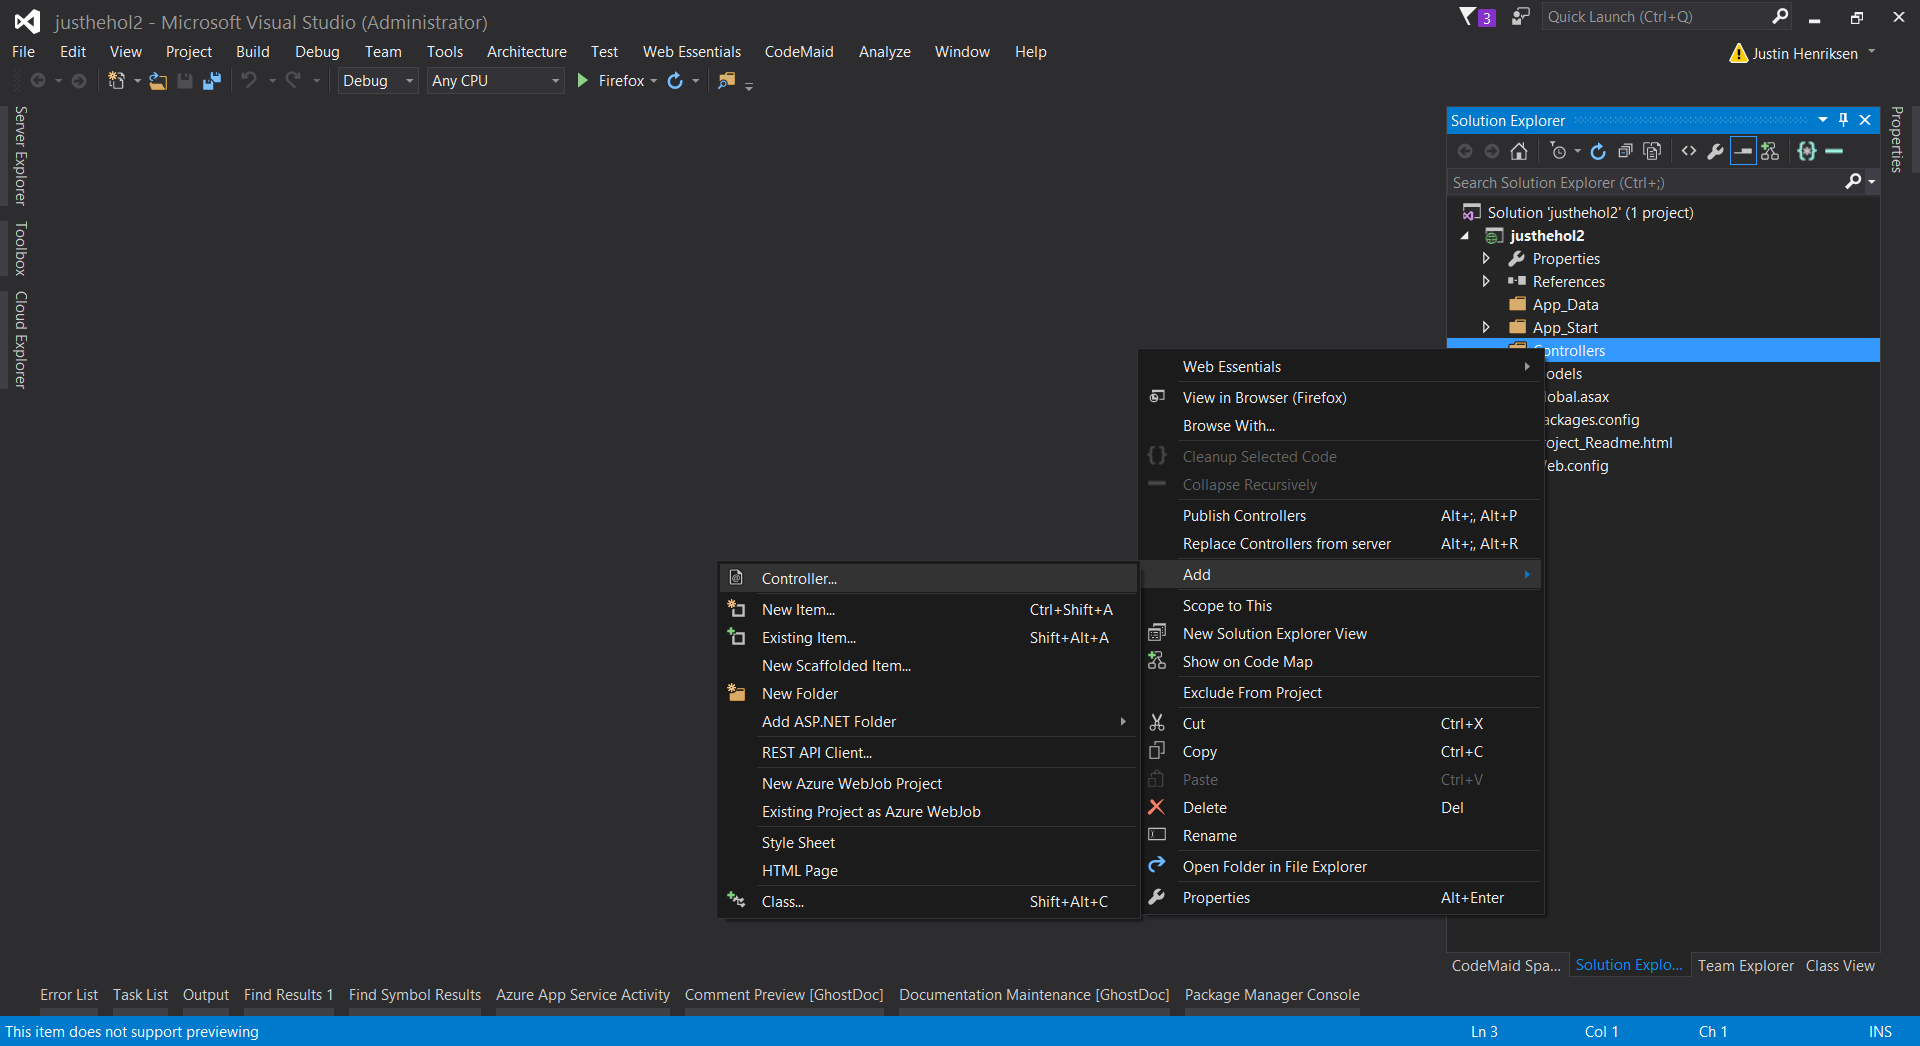 justhehol2 - Microsoft Visual Studio (Administrator)
3
Quick Launch (Ctrl+Q)
File Edit View Project Build Debug Team Tools Architecture Test Web Essentials CodeMaid Analyze Window Help
Justin Henriksen
Debug Any CPU Firefox
Server Explorer
Toolbox
Cloud Explorer
Solution Explorer
Search Solution Explorer (Ctrl+;)
Solution 'justhehol2' (1 project)
justhehol2
Properties
References
App_Data
App_Start
ontrollers
odels
lobal.asax
ackages.config
roject_Readme.html
eb.config
Properties
Web Essentials
View in Browser (Firefox)
Browse With...
Cleanup Selected Code
Collapse Recursively
Publish Controllers Alt+;, Alt+P
Replace Controllers from server Alt+;, Alt+R
Add
Scope to This
New Solution Explorer View
Show on Code Map
Exclude From Project
Cut Ctrl+X
Copy Ctrl+C
Paste Ctrl+V
Delete Del
Rename
Open Folder in File Explorer
Properties Alt+Enter
Controller...
New Item... Ctrl+Shift+A
Existing Item... Shift+Alt+A
New Scaffolded Item...
New Folder
Add ASP.NET Folder
REST API Client...
New Azure WebJob Project
Existing Project as Azure WebJob
Style Sheet
HTML Page
Class... Shift+Alt+C
CodeMaid Spa... Solution Explo... Team Explorer Class View
Error List Task List Output Find Results 1 Find Symbol Results Azure App Service Activity Comment Preview [GhostDoc] Documentation Maintenance [GhostDoc] Package Manager Console
This item does not support previewing Ln 3 Col 1 Ch 1 INS